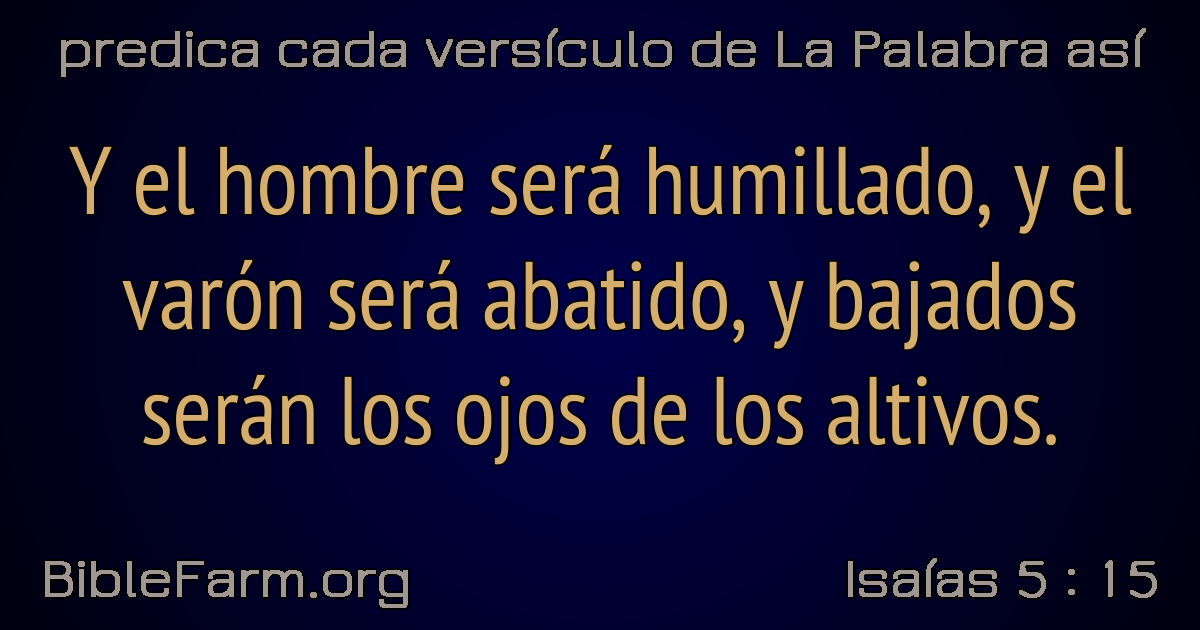 predica cada versículo de La Palabra así
Y el hombre será humillado, y el
varón será abatido, y bajados
serán los ojos de los altivos.
BibleFarm.org
Isaías 5 : 15